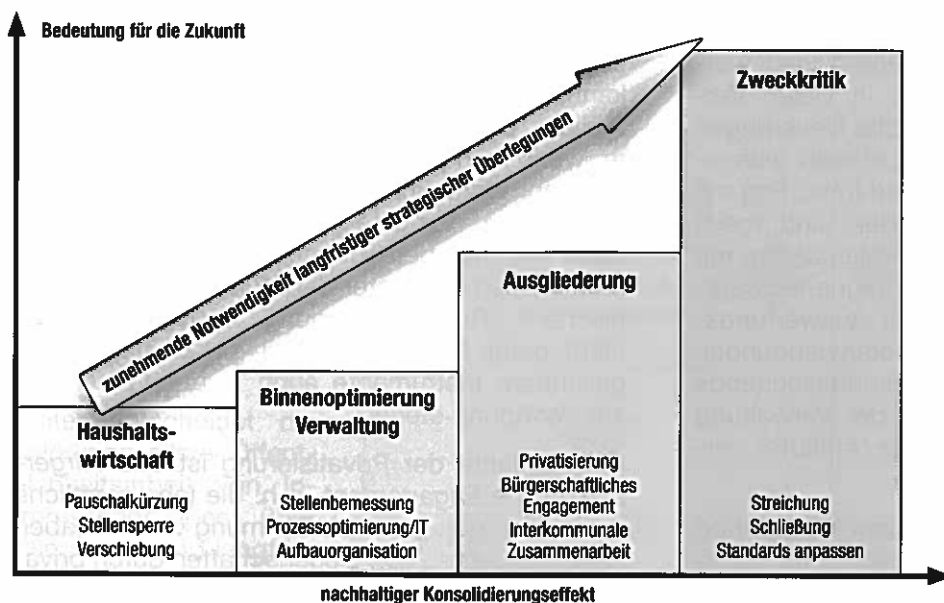 Bedeutung für die Zukunft
zunehmende Notwendigkeit langfristiger strategischer Überlegungen
Haushalts-
wirtschaft
Pauschalkürzung
Stellensperre
Verschiebung
Binnenoptimierung
Verwaltung
Stellenbemessung
Prozessoptimierung/IT
Aufbauorganisation
Ausgliederung
Privatisierung
Bürgerschaftliches
Engagement
Interkommunale
Zusammenarbeit
Zweckkritik
Streichung
Schließung
Standards anpassen
nachhaltiger Konsolidierungseffekt